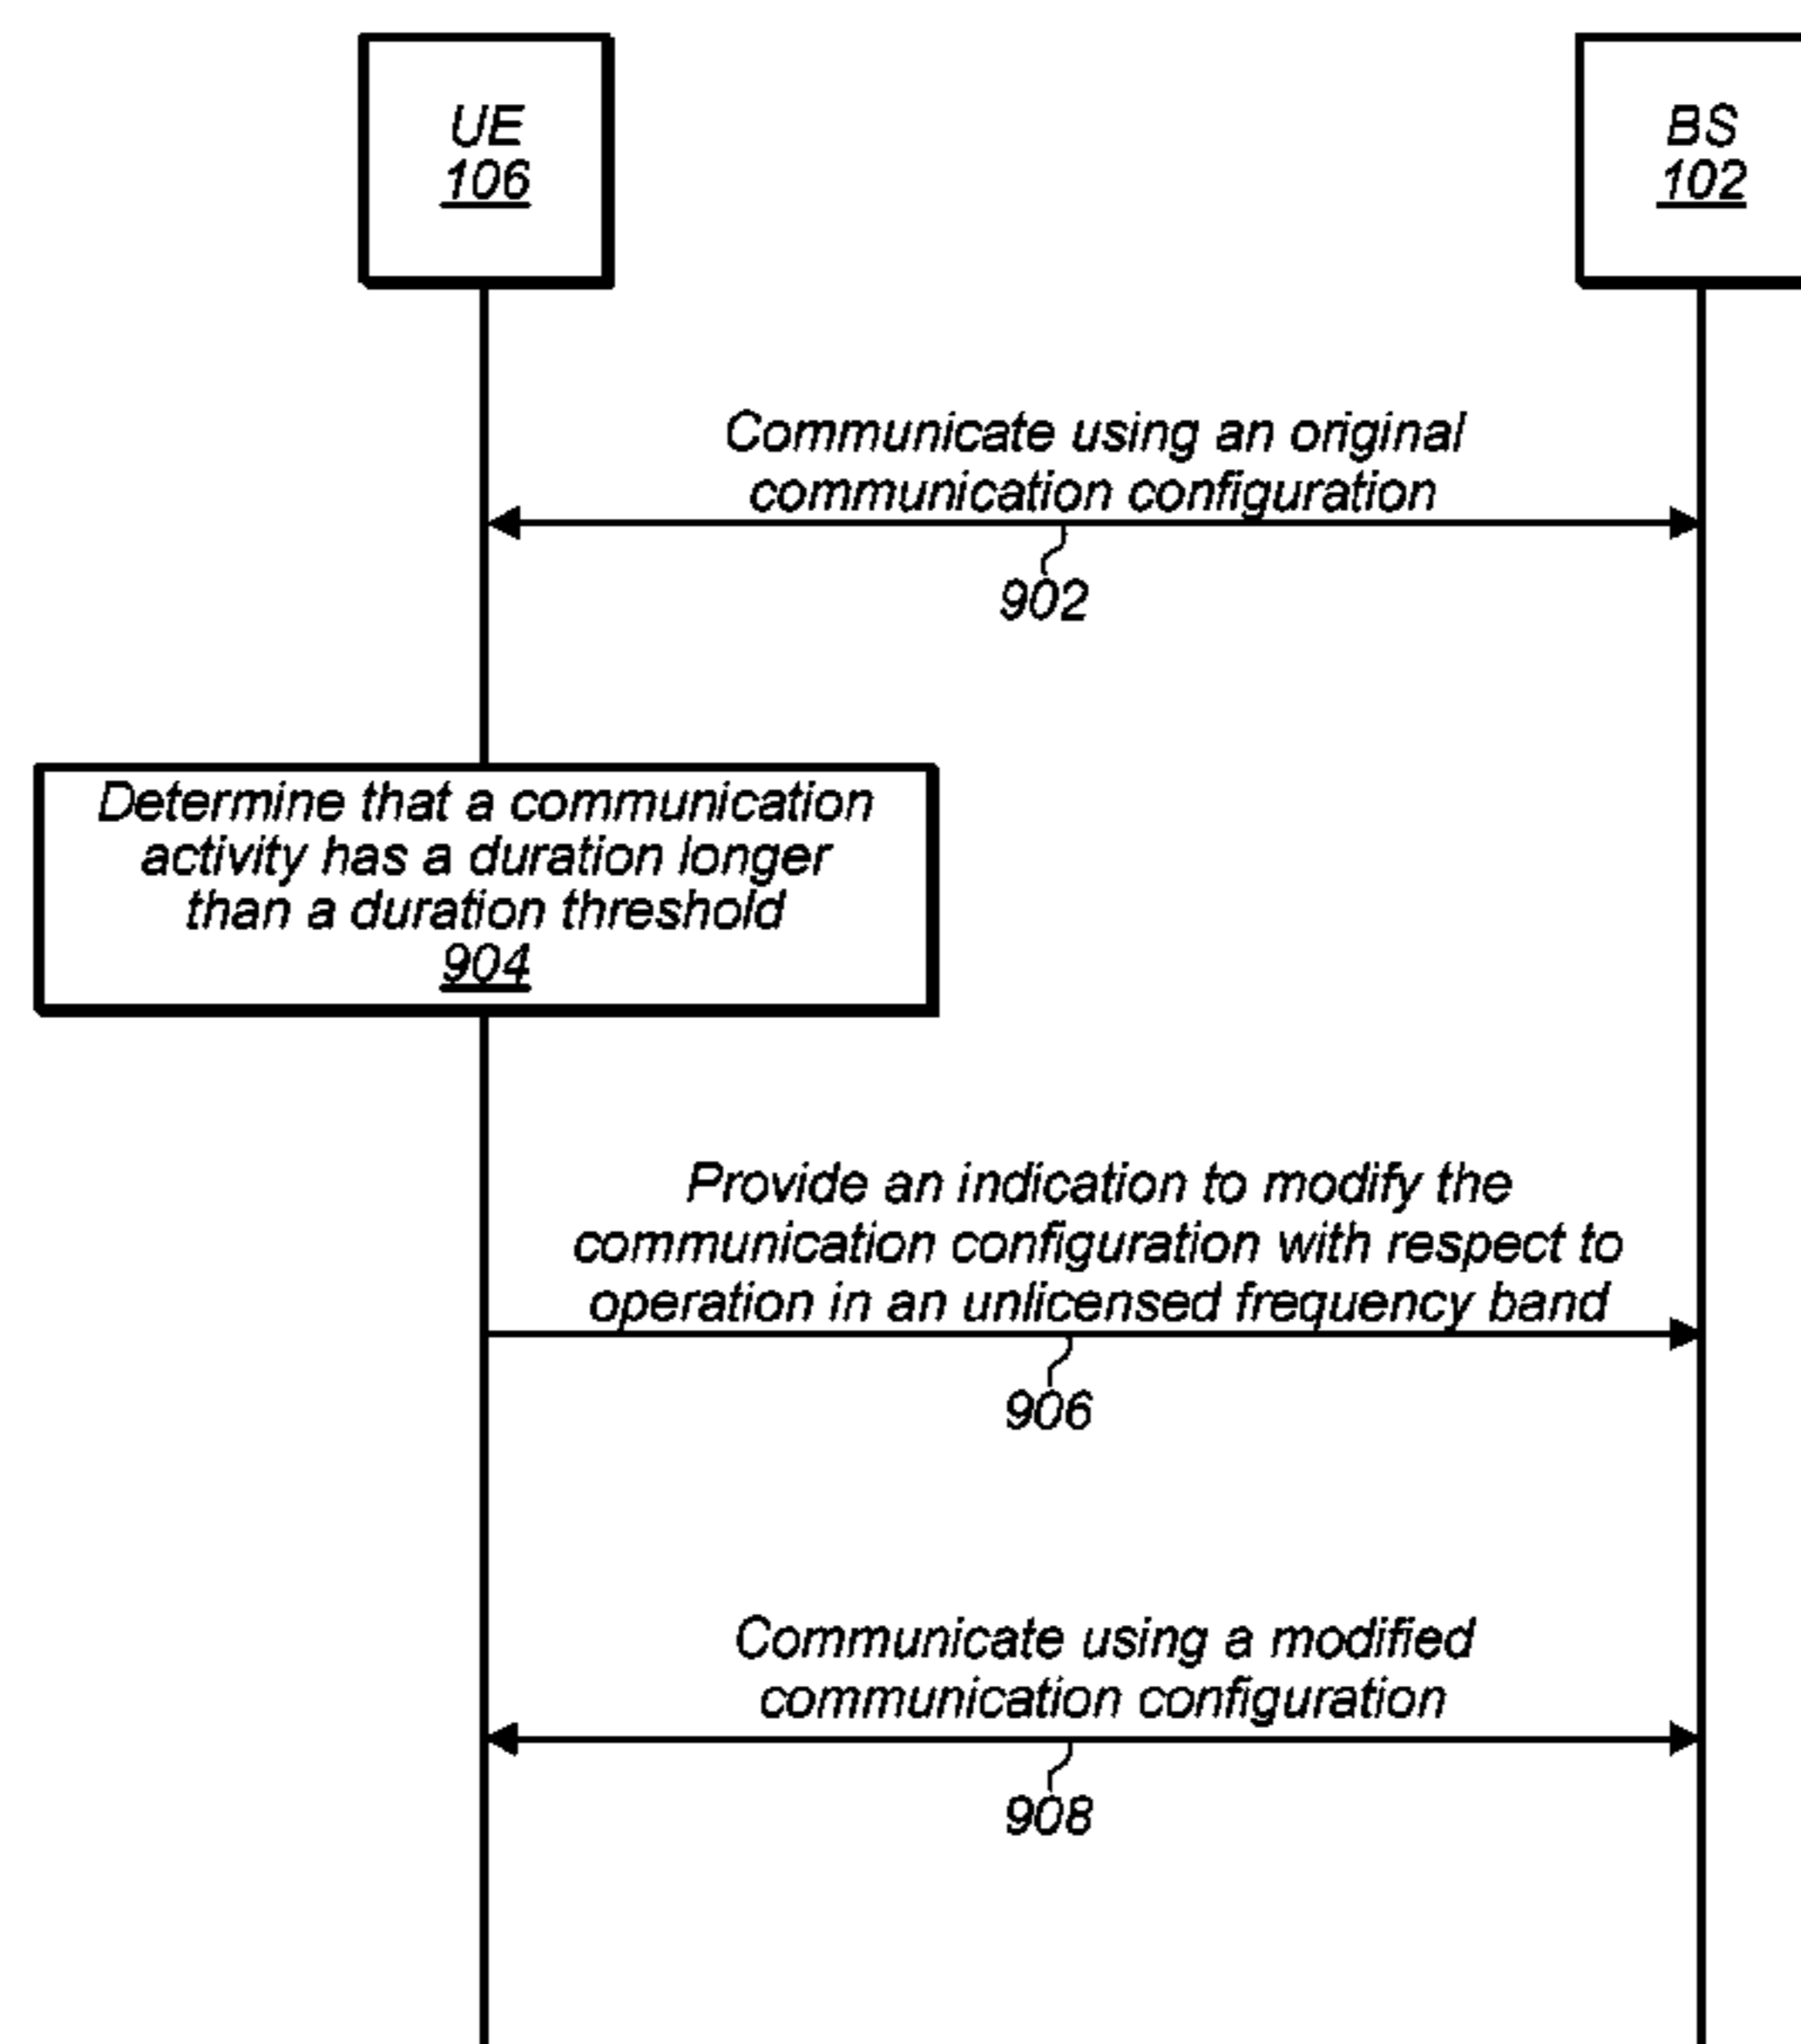 UE
106
BS
102
Communicate using an original
communication configuration
902
Determine that a communication
activity has a duration longer
than a duration threshold
904
Provide an indication to modify the
communication configuration with respect to
operation in an unlicensed frequency band
906
Communicate using a modified
communication configuration
908